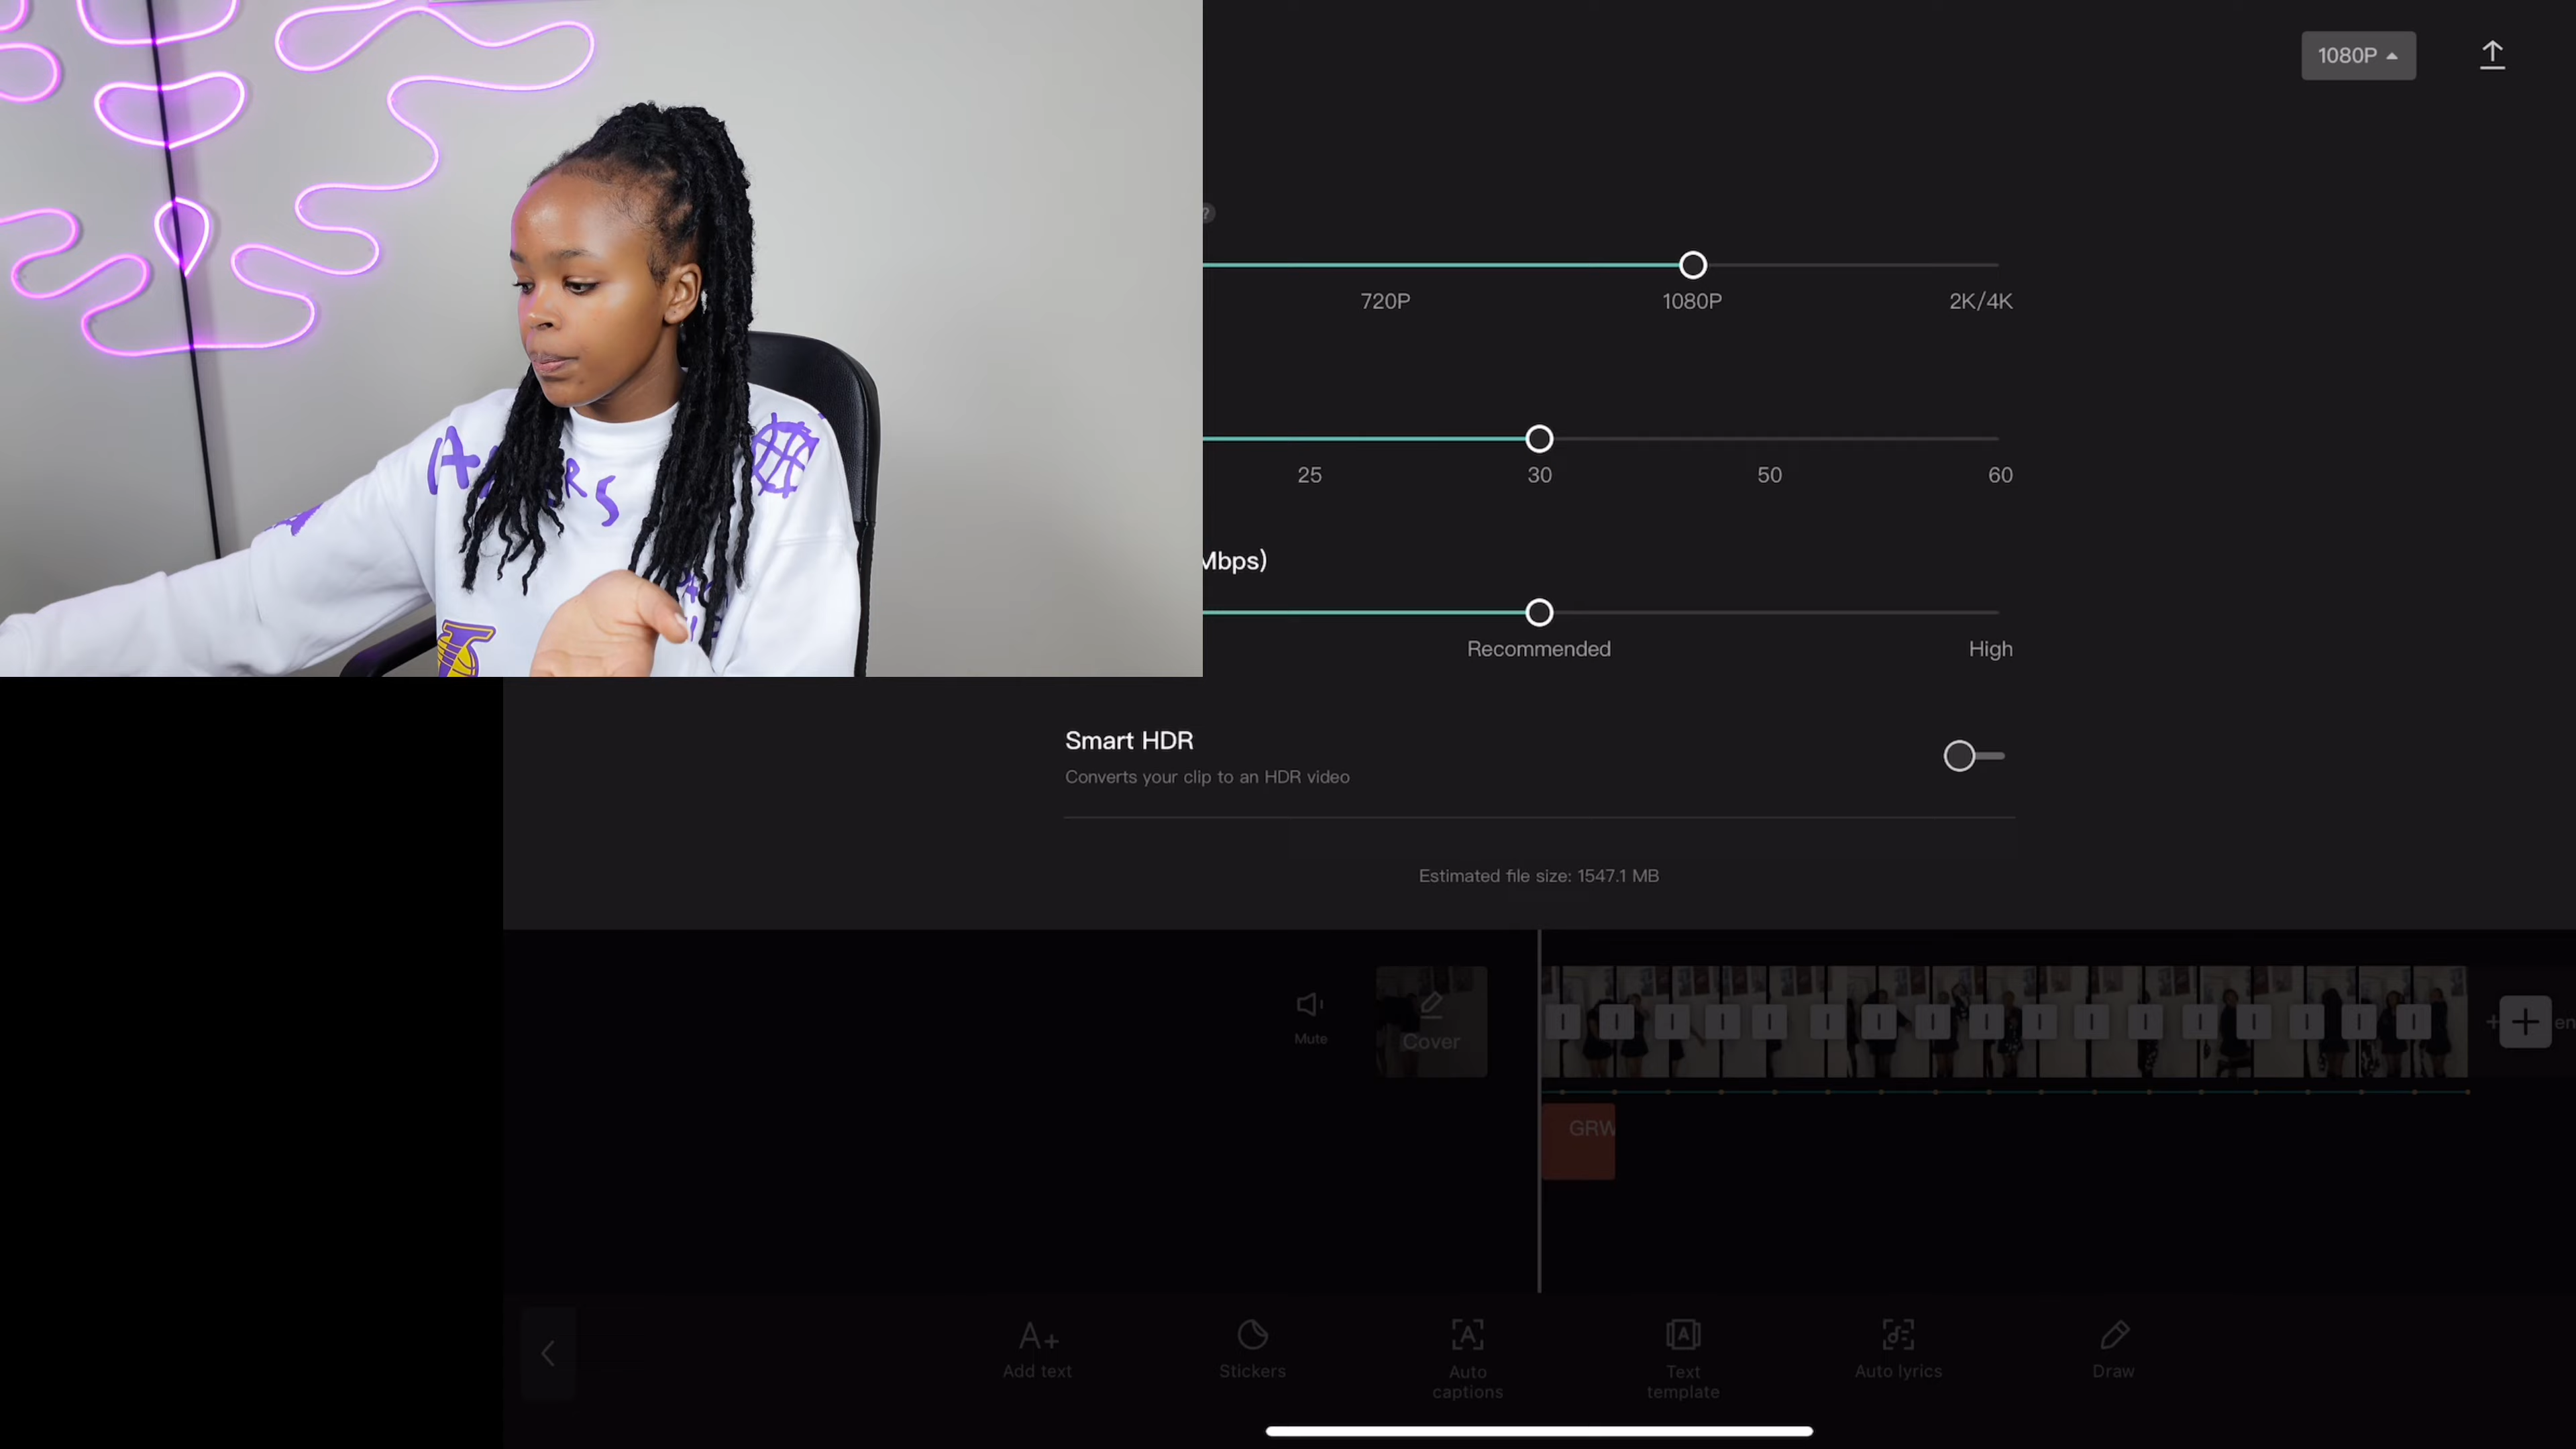 1080P
720P
1080P
2K/4K
25
30
50
60
Mbps)
Recommended
High
Smart HDR
Converts your clip to an HDR video
Estimated file size: 1547.1 MB
Mute
Cover
GRW
Add text
Stickers
Auto
captions
Text
template
Auto lyrics
Draw